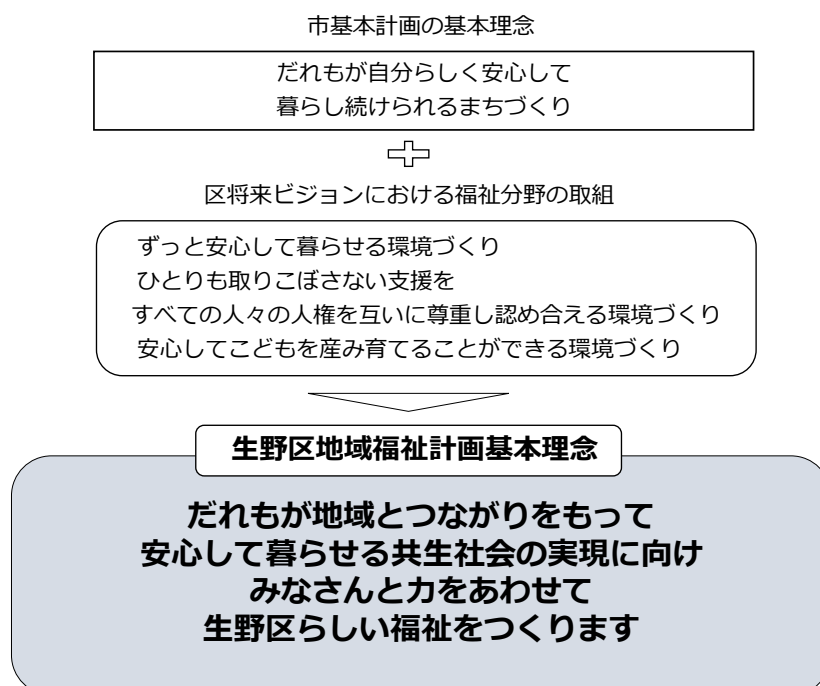 市基本計画の基本理念
だれもが自分らしく安心して
暮らし続けられるまちづくり
区将来ビジョンにおける福祉分野の取組
ずっと安心して暮らせる環境づくり
ひとりも取りこぼさない支援を
すべての人々の人権を互いに尊重し認め合える環境づくり
安心してこどもを産み育てることができる環境づくり
生野区地域福祉計画基本理念
だれもが地域とつながりをもって
安心して暮らせる共生社会の実現に向け
みなさんと力をあわせて
生野区らしい福祉をつくります